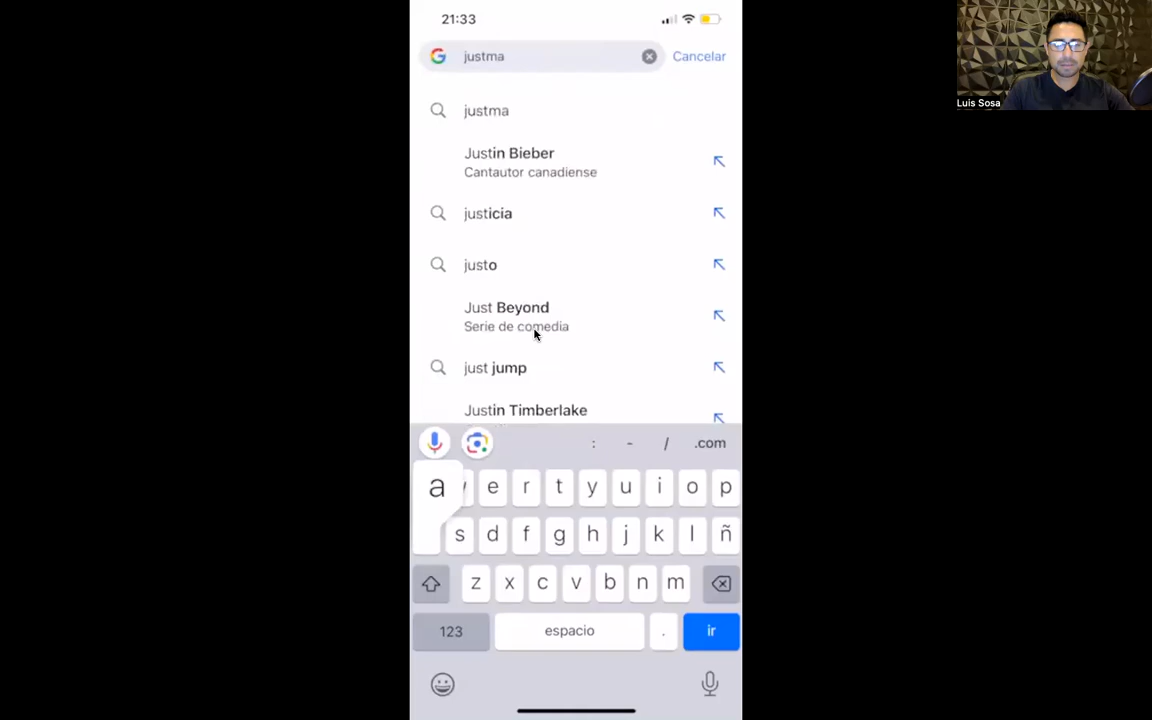 21:33
justma
Cancelar
justma
Justin Bieber
Cantautor canadiense
justicia
justo
Just Beyond
Serie de comedia
just jump
Justin Timberlake
: - / .com
a e r t y u i o p
s d f g h j k l ñ
z x c v b n m
123 espacio . ir
Luis Sosa